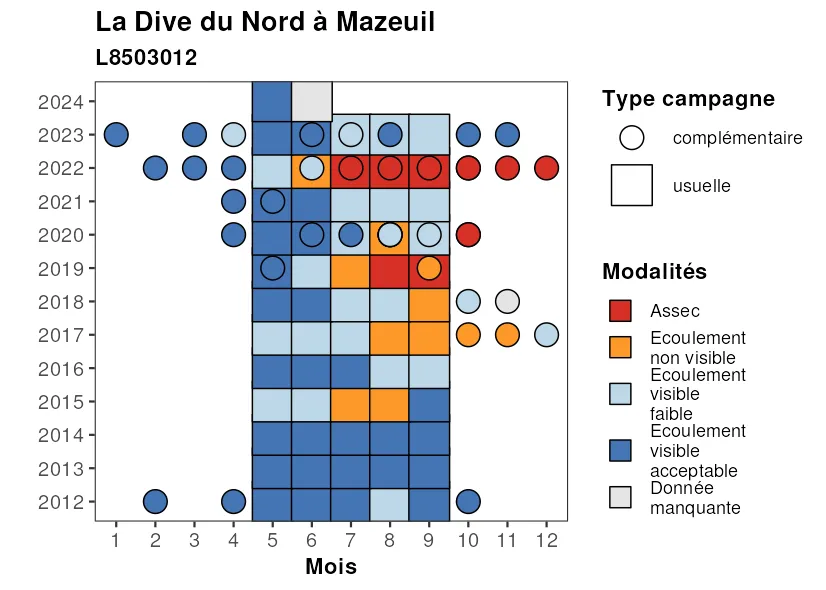 La Dive du Nord à Mazeuil
L8503012
2024
2023
2022
2021
2020
2019
2018
2017
2016
2015
2014
2013
2012
1 2 3 4 5 6 7 8 9 10 11 12
Mois
Type campagne
complémentaire
usuelle
Modalités
Assec
Ecoulement
non visible
Ecoulement
visible
faible
Ecoulement
visible
acceptable
Donnée
manquante